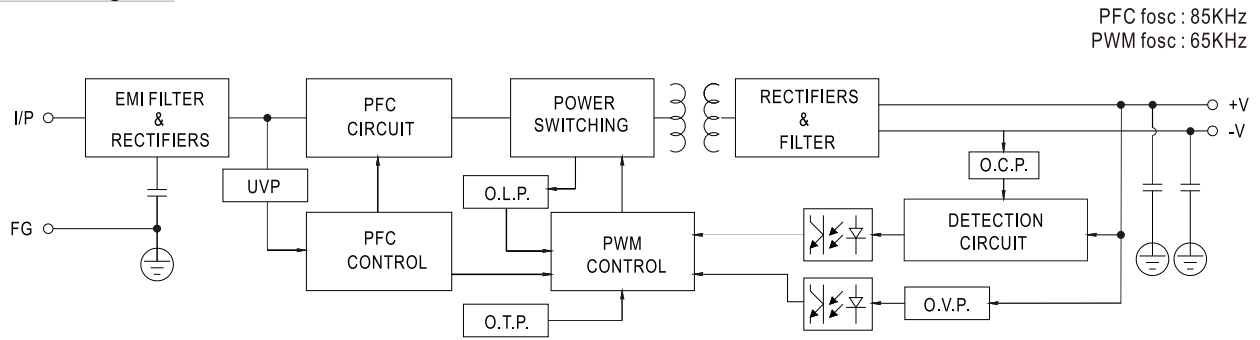 PFC fosc : 85KHz
PWM fosc : 65KHz
I/P
EMI FILTER
&
RECTIFIERS
PFC
CIRCUIT
POWER
SWITCHING
RECTIFIERS
&
FILTER
+V
-V
UVP
O.L.P.
O.C.P.
FG
PFC
CONTROL
PWM
CONTROL
DETECTION
CIRCUIT
O.T.P.
O.V.P.